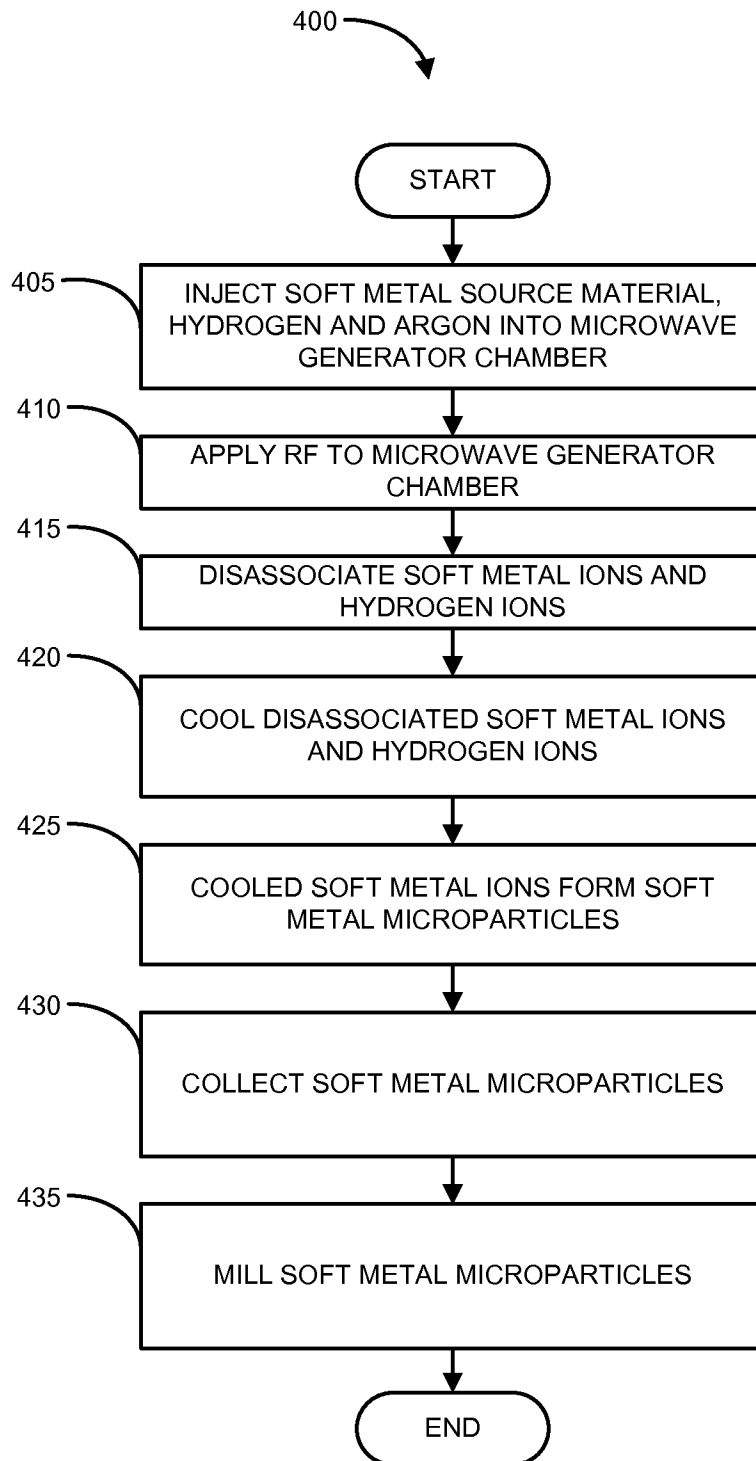 400
START
405
INJECT SOFT METAL SOURCE MATERIAL,
HYDROGEN AND ARGON INTO MICROWAVE
GENERATOR CHAMBER
410
APPLY RF TO MICROWAVE GENERATOR
CHAMBER
415
DISASSOCIATE SOFT METAL IONS AND
HYDROGEN IONS
420
COOL DISASSOCIATED SOFT METAL IONS
AND HYDROGEN IONS
425
COOLED SOFT METAL IONS FORM SOFT
METAL MICROPARTICLES
430
COLLECT SOFT METAL MICROPARTICLES
435
MILL SOFT METAL MICROPARTICLES
END